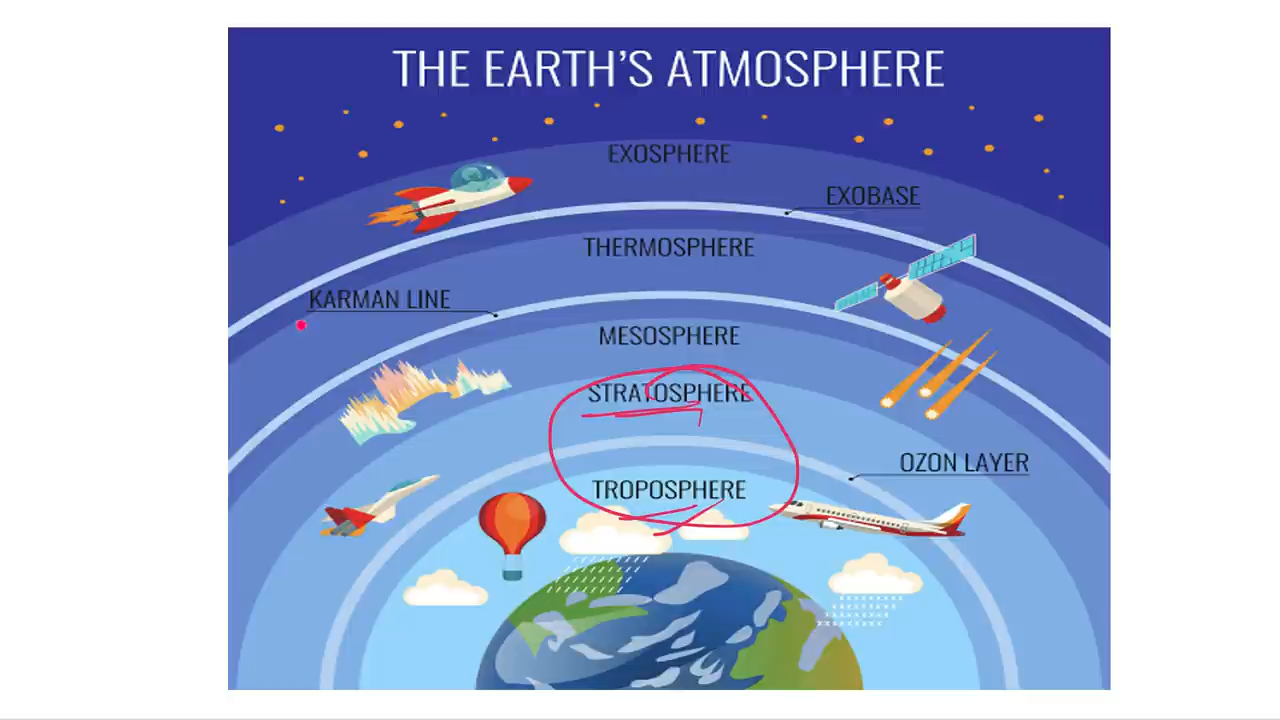 THE EARTH'S ATMOSPHERE
EXOSPHERE
EXOBASE
THERMOSPHERE
KARMAN LINE
MESOSPHERE
STRATOSPHERE
OZON LAYER
TROPOSPHERE